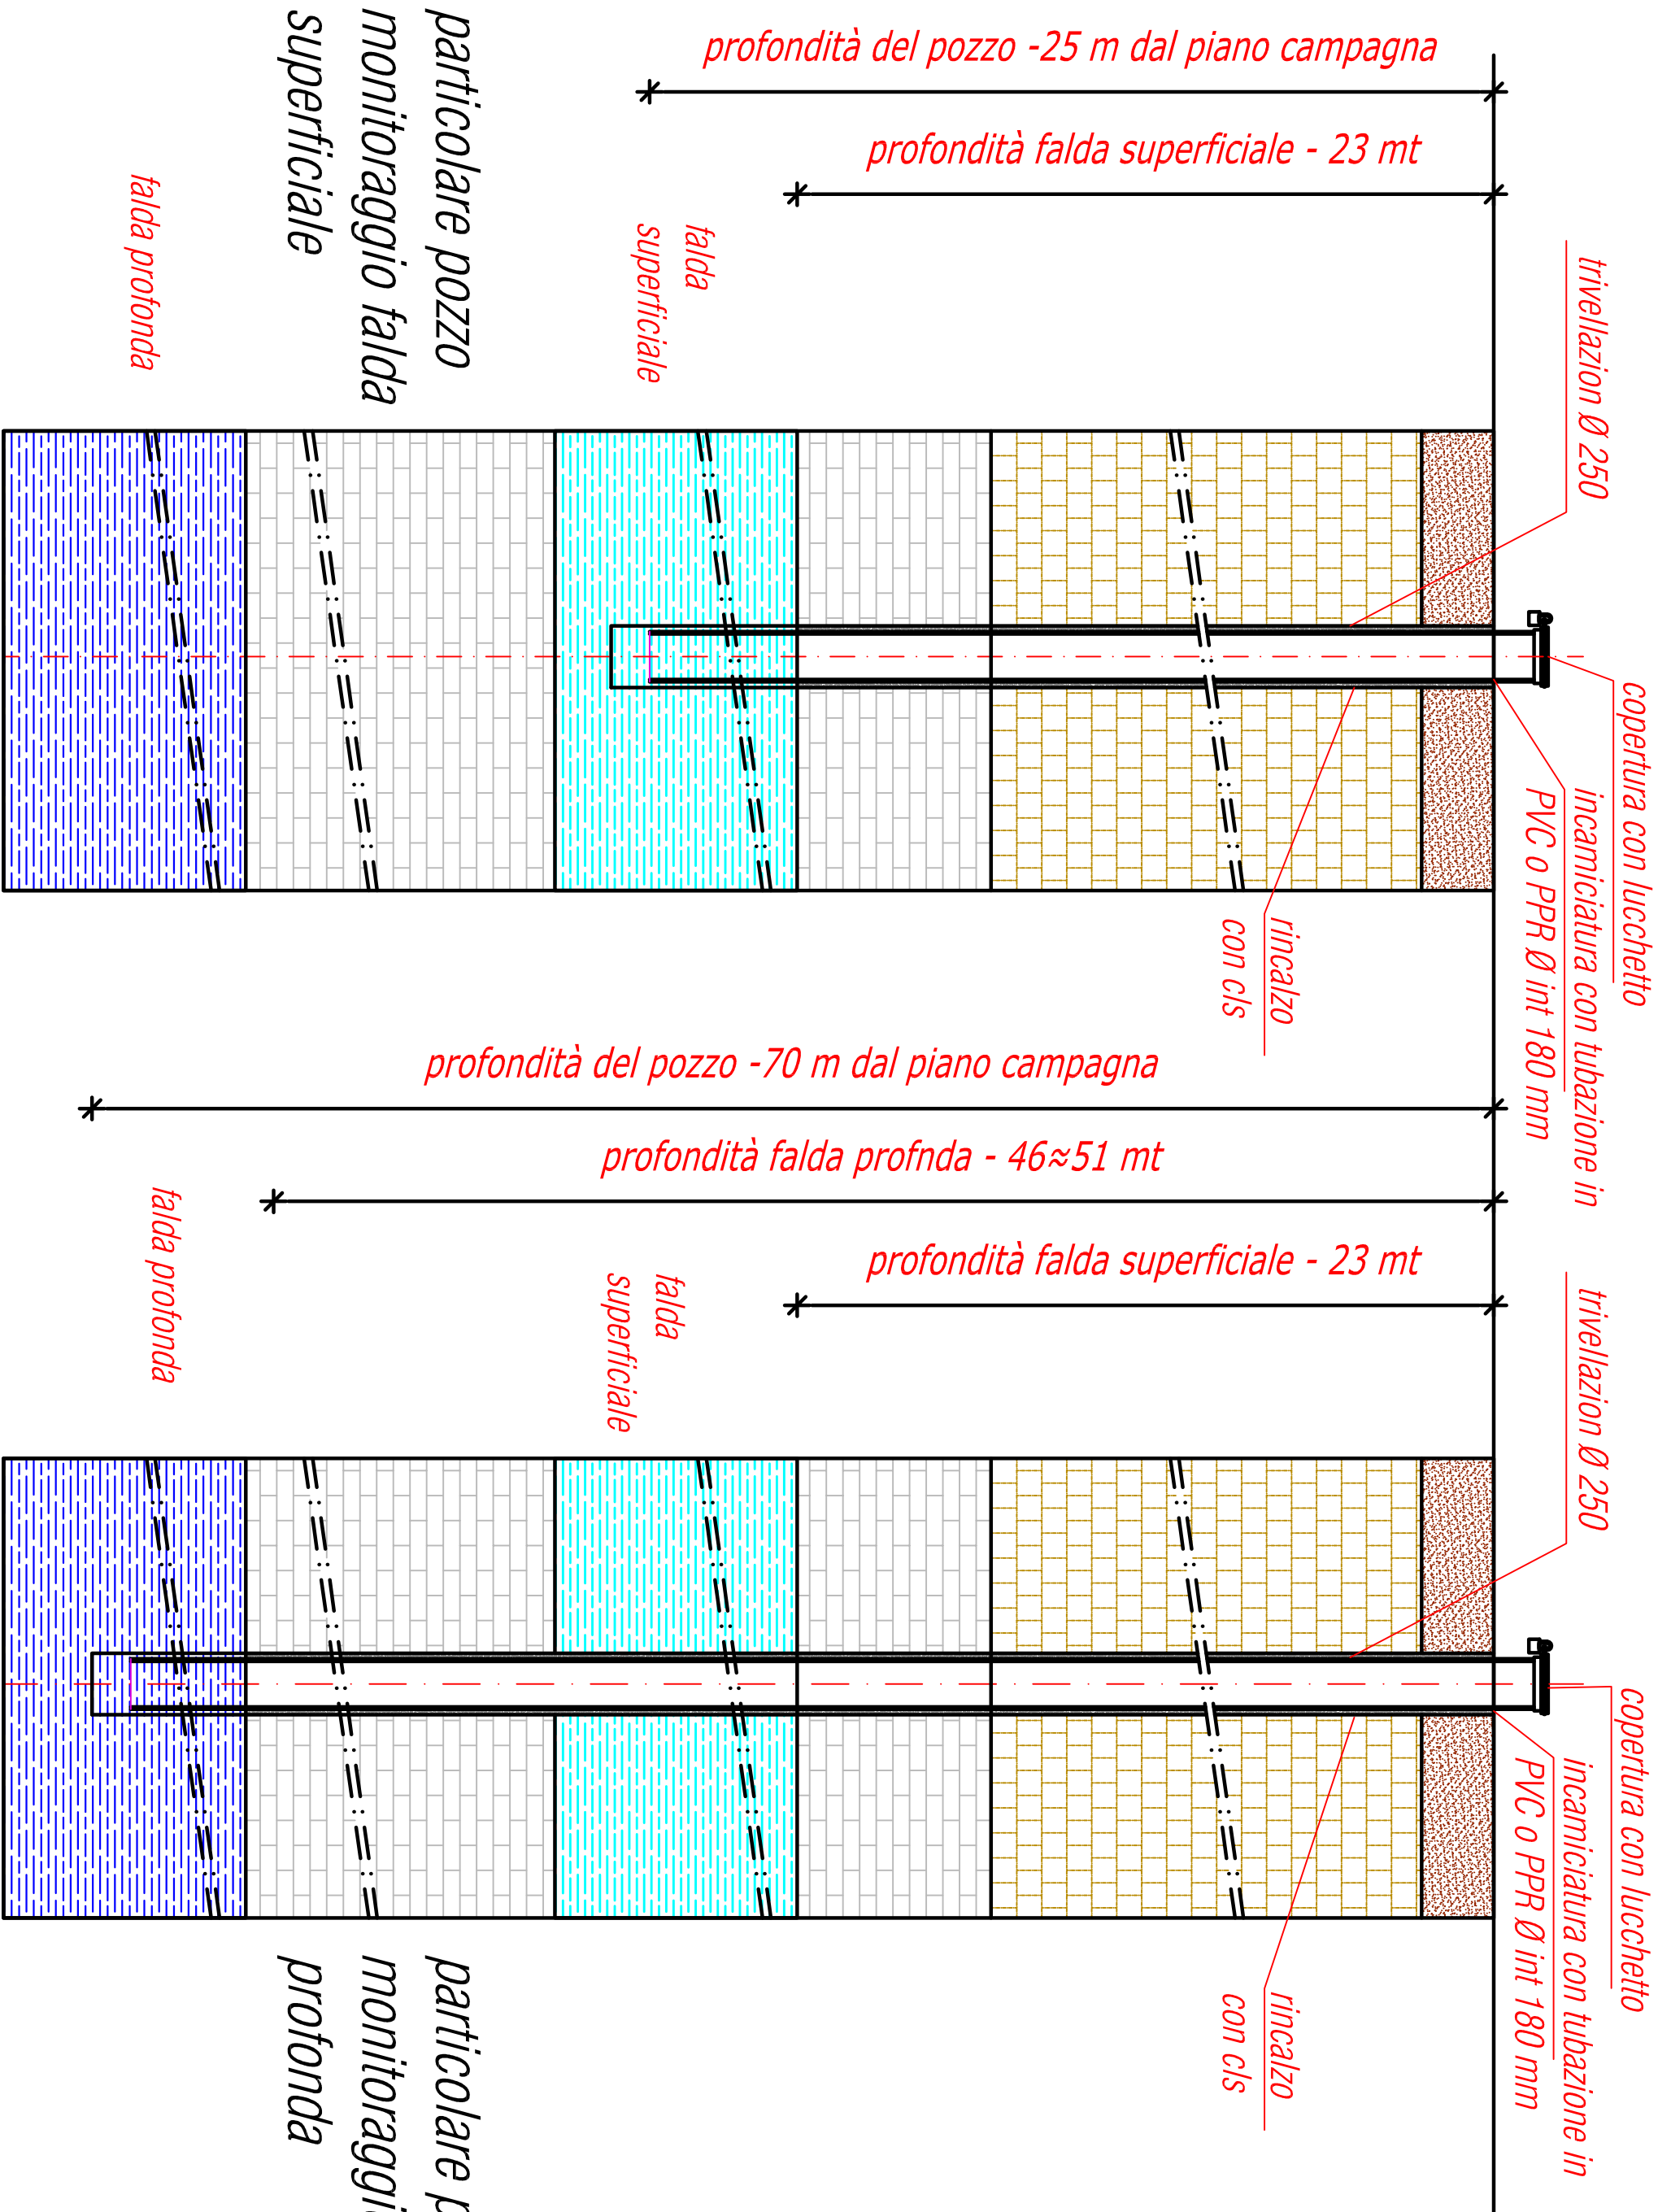 profondità del pozzo -25 m dal piano campagna
profondità falda superficiale - 23 mt
trivellazion Ø 250
copertura con lucchetto
incamiciatura con tubazione in
PVC o PPR Ø int 180 mm
rincalzo
con cls
falda
superficiale
falda profonda
particolare pozzo
monitoraggio falda
superficiale
profondità del pozzo -70 m dal piano campagna
profondità falda profnda - 46≈51 mt
profondità falda superficiale - 23 mt
trivellazion Ø 250
copertura con lucchetto
incamiciatura con tubazione in
PVC o PPR Ø int 180 mm
rincalzo
con cls
falda
superficiale
falda profonda
particolare
monitoraggi
profonda